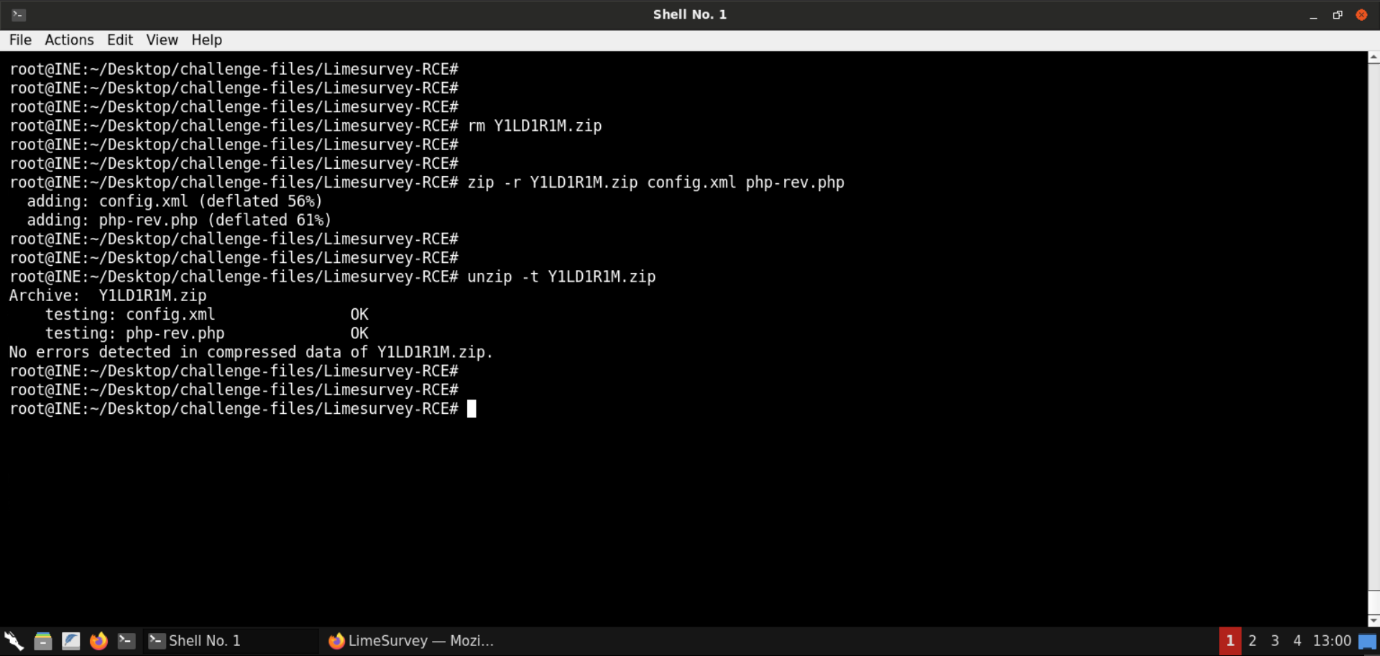 Shell No. 1
File Actions Edit View Help
root@INE:~/Desktop/challenge-files/Limesurvey-RCE#
root@INE:~/Desktop/challenge-files/Limesurvey-RCE#
root@INE:~/Desktop/challenge-files/Limesurvey-RCE#
root@INE:~/Desktop/challenge-files/Limesurvey-RCE# rm Y1LD1R1M.zip
root@INE:~/Desktop/challenge-files/Limesurvey-RCE#
root@INE:~/Desktop/challenge-files/Limesurvey-RCE#
root@INE:~/Desktop/challenge-files/Limesurvey-RCE# zip -r Y1LD1R1M.zip config.xml php-rev.php
  adding: config.xml (deflated 56%)
  adding: php-rev.php (deflated 61%)
root@INE:~/Desktop/challenge-files/Limesurvey-RCE#
root@INE:~/Desktop/challenge-files/Limesurvey-RCE#
root@INE:~/Desktop/challenge-files/Limesurvey-RCE# unzip -t Y1LD1R1M.zip
Archive:  Y1LD1R1M.zip
    testing: config.xml               OK
    testing: php-rev.php              OK
No errors detected in compressed data of Y1LD1R1M.zip.
root@INE:~/Desktop/challenge-files/Limesurvey-RCE#
root@INE:~/Desktop/challenge-files/Limesurvey-RCE#
root@INE:~/Desktop/challenge-files/Limesurvey-RCE#
Shell No. 1 LimeSurvey — Mozi... 1 2 3 4 13:00